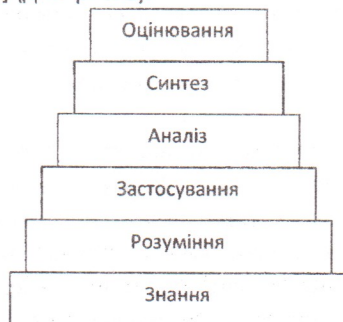 Оцінювання
Синтез
Аналіз
Застосування
Розуміння
Знання